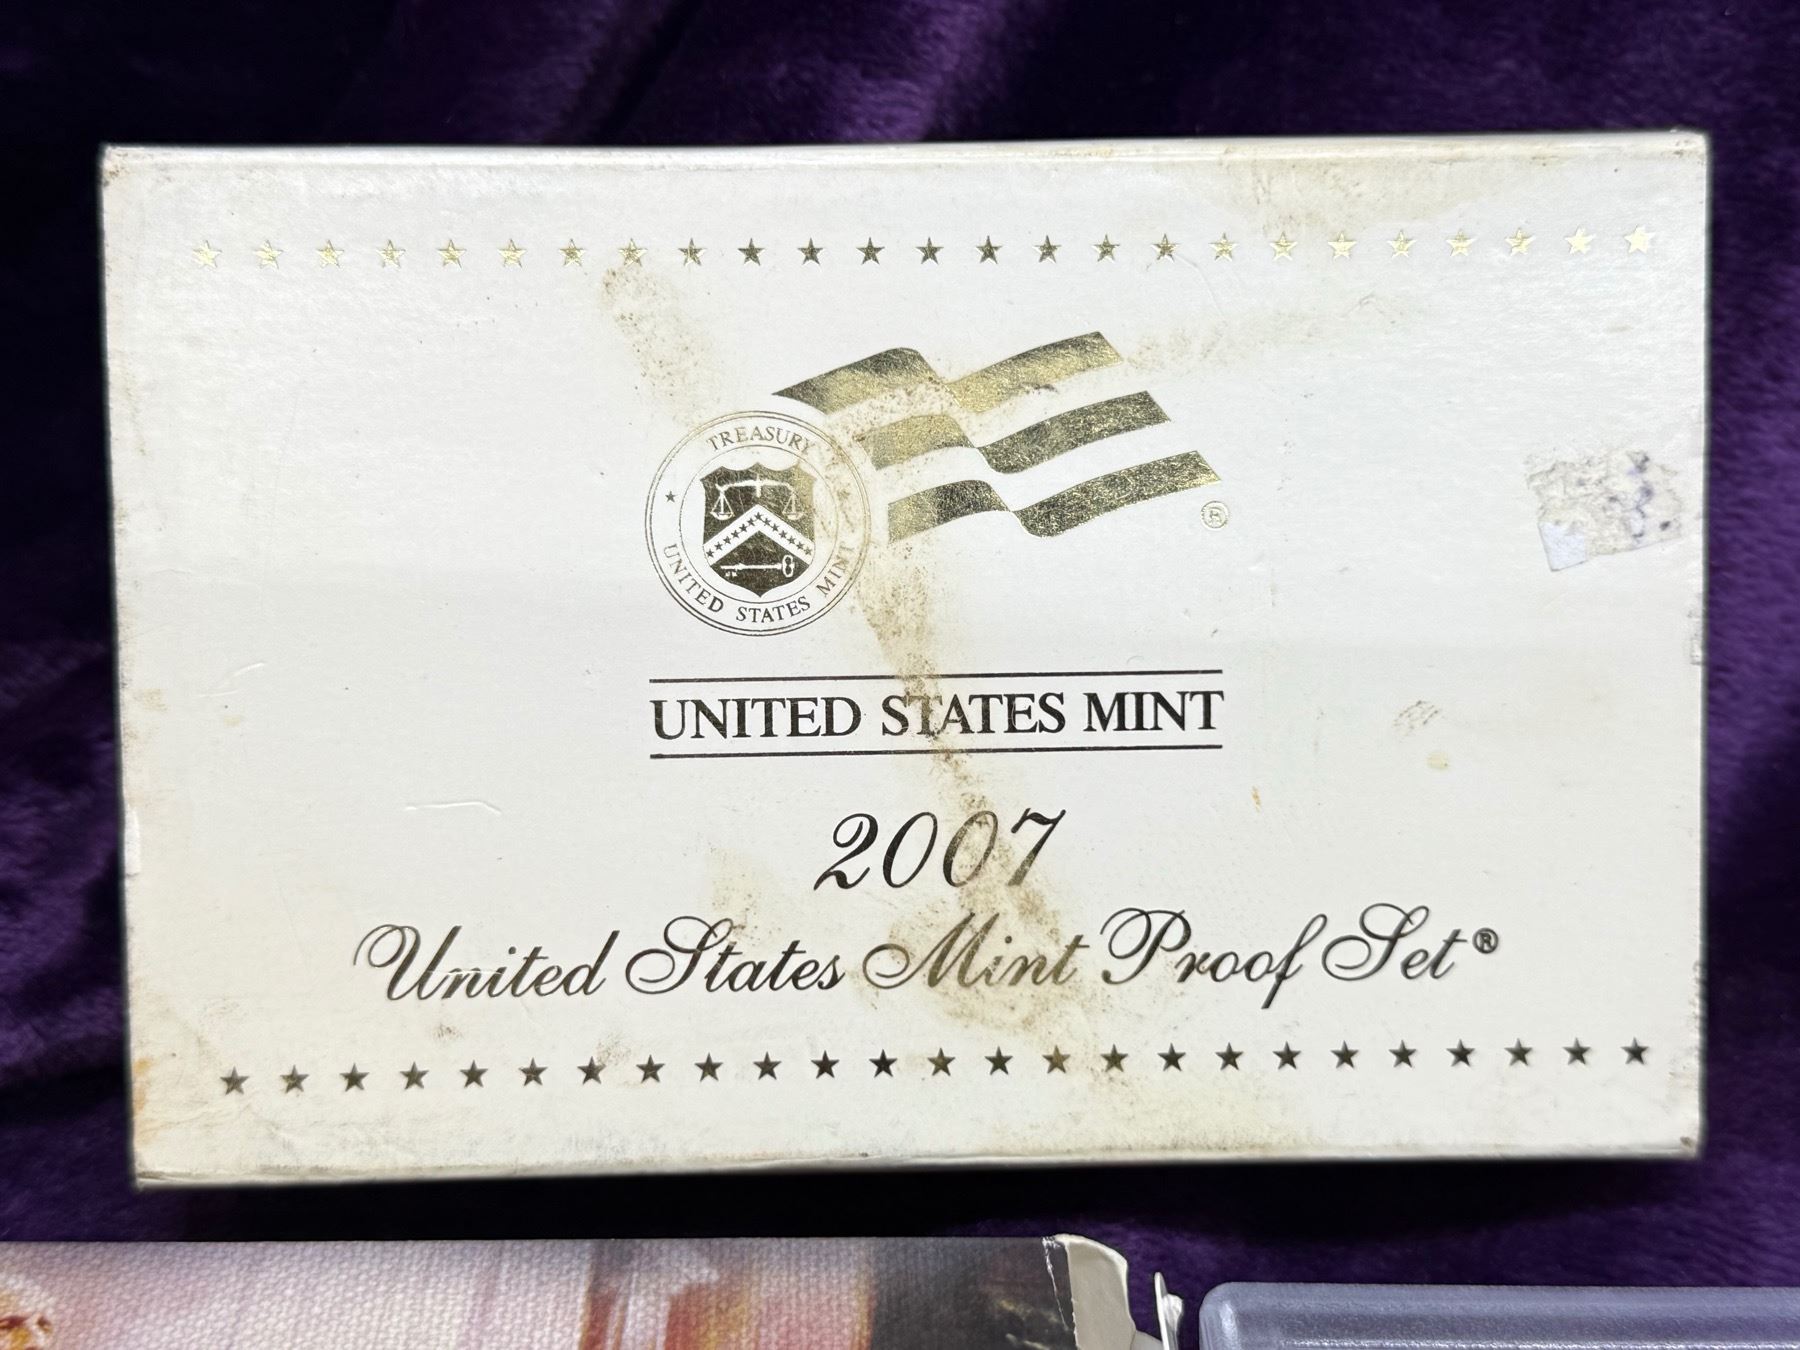 TREASURY
UNITED STATES MINT
®
UNITED STATES MINT
2007
United States Mint Proof Set®